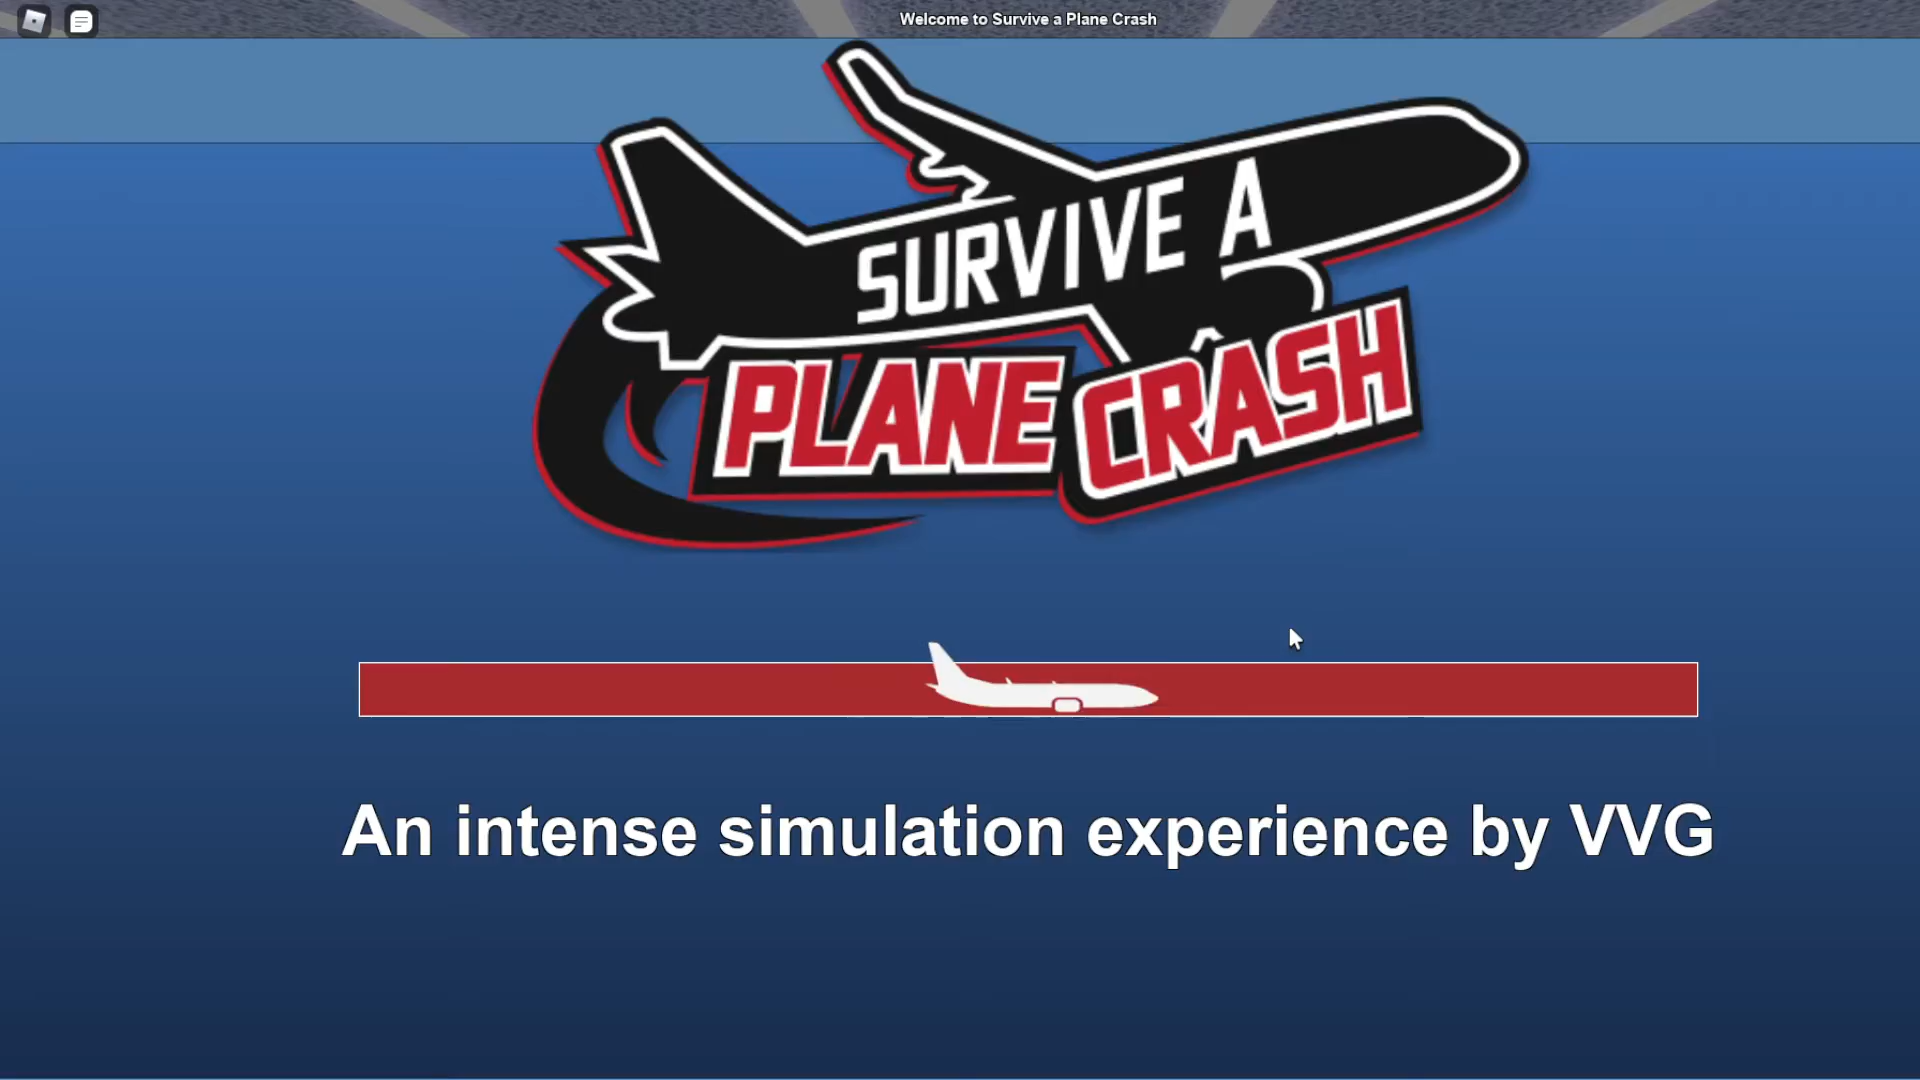 Welcome to Survive a Plane Crash
SURVIVE A
PLANE CRASH
An intense simulation experience by VVG